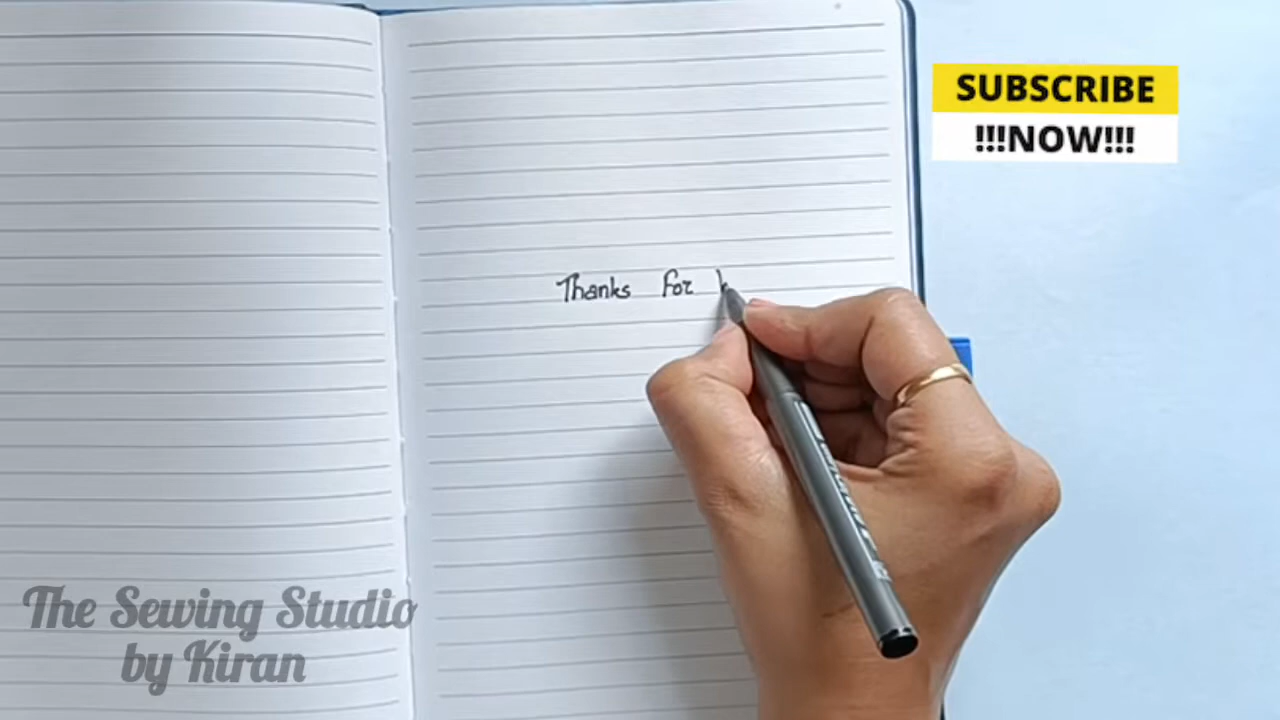 SUBSCRIBE
!!!NOW!!!
Thanks For
The Sewing Studio
by Kiran